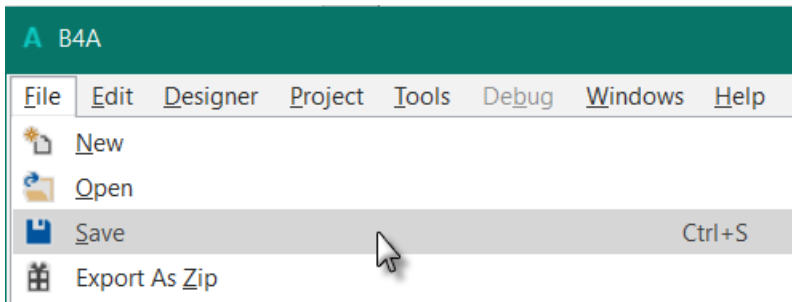 A B4A
File Edit Designer Project Tools Debug Windows Help
New
Open
Save Ctrl+S
Export As Zip